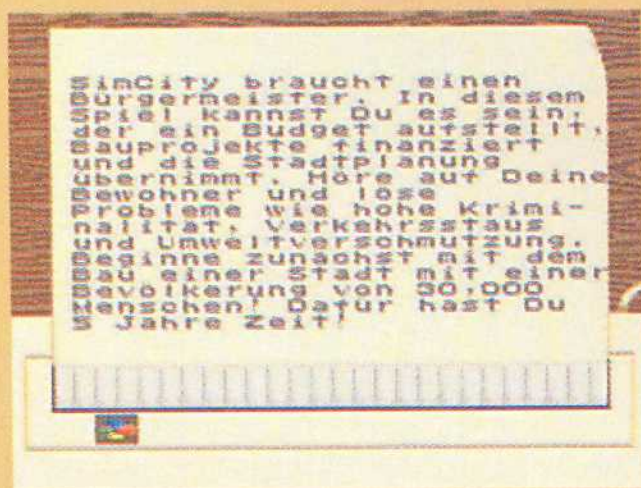 SimCity braucht einen
Bürgermeister. In diesem
Spiel kannst Du es sein,
der ein Budget aufstellt,
Bauprojekte finanziert
und die Stadtplanung
übernimmt. Höre auf Deine
Bewohner und löse
Probleme wie hohe Krimi-
nalität, Verkehrsstaus
und Umweltverschmutzung.
Beginne zunächst mit dem
Bau einer Stadt mit einer
Bevölkerung von
Menschen! Dafür hast Du
5 Jahre Zeit!